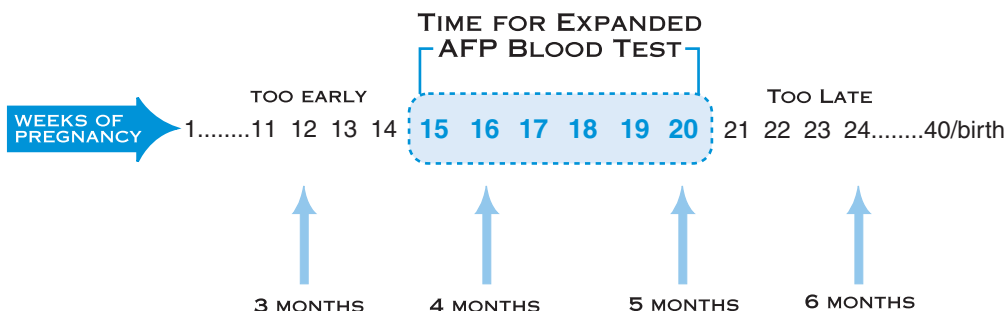 TIME FOR EXPANDED
AFP BLOOD TEST
TOO EARLY
TOO LATE
WEEKS OF
PREGNANCY
1........11 12 13 14 15 16 17 18 19 20 21 22 23 24........40/birth
3 MONTHS
4 MONTHS
5 MONTHS
6 MONTHS